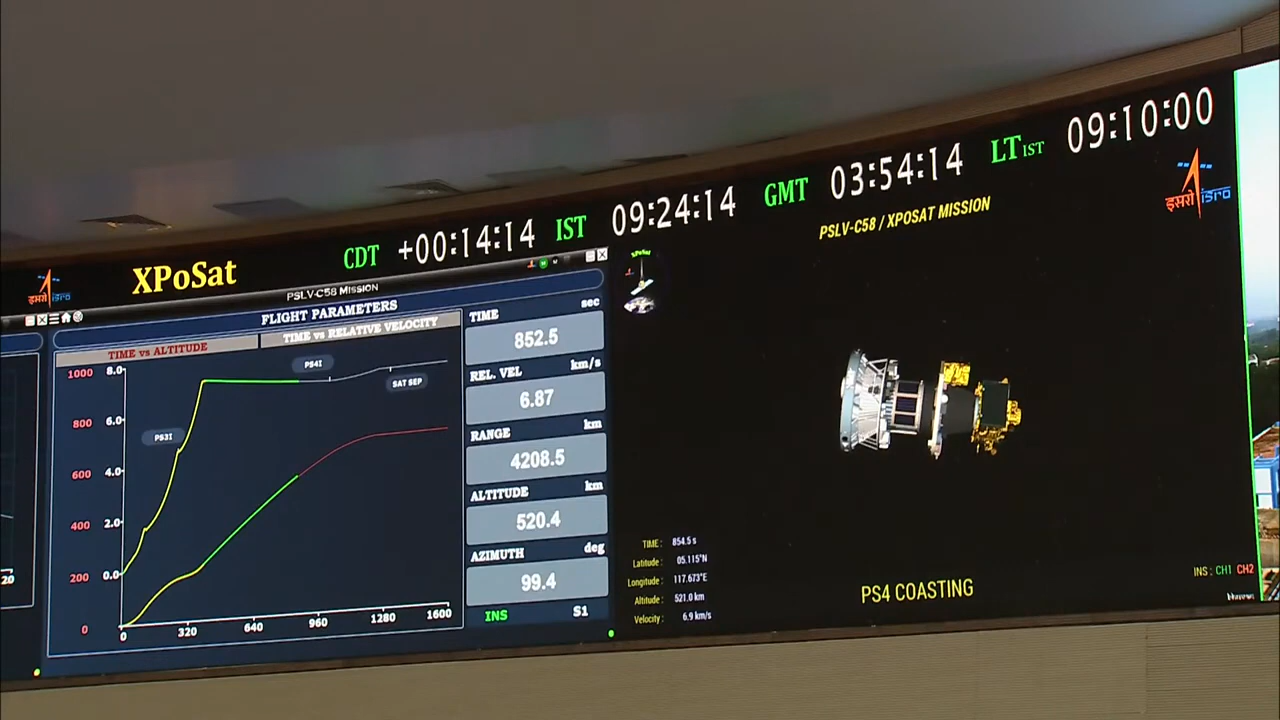 CDT +00:14:14 IST 09:24:14 GMT 03:54:14 LT IST 09:10:00
इसरो isro
XPoSat
PSLV-C58 MISSION
FLIGHT PARAMETERS
TIME vs ALTITUDE
TIME vs RELATIVE VELOCITY
1000 8.0
800 6.0
600 4.0
400 2.0
200 0.0
0
PS3I
PS4I
SAT SEP
0 320 640 960 1280 1600
20
TIME sec
852.5
REL. VEL km/s
6.87
RANGE km
4208.5
ALTITUDE km
520.4
AZIMUTH deg
99.4
INS S1
XPoSat
PSLV-C58 / XPOSAT MISSION
इसरो isro
TIME : 854.5 s
Latitude : 05.115°N
Longitude : 117.673°E
Altitude : 521.0 km
Velocity : 6.9 km/s
PS4 COASTING
INS : CH1 CH2